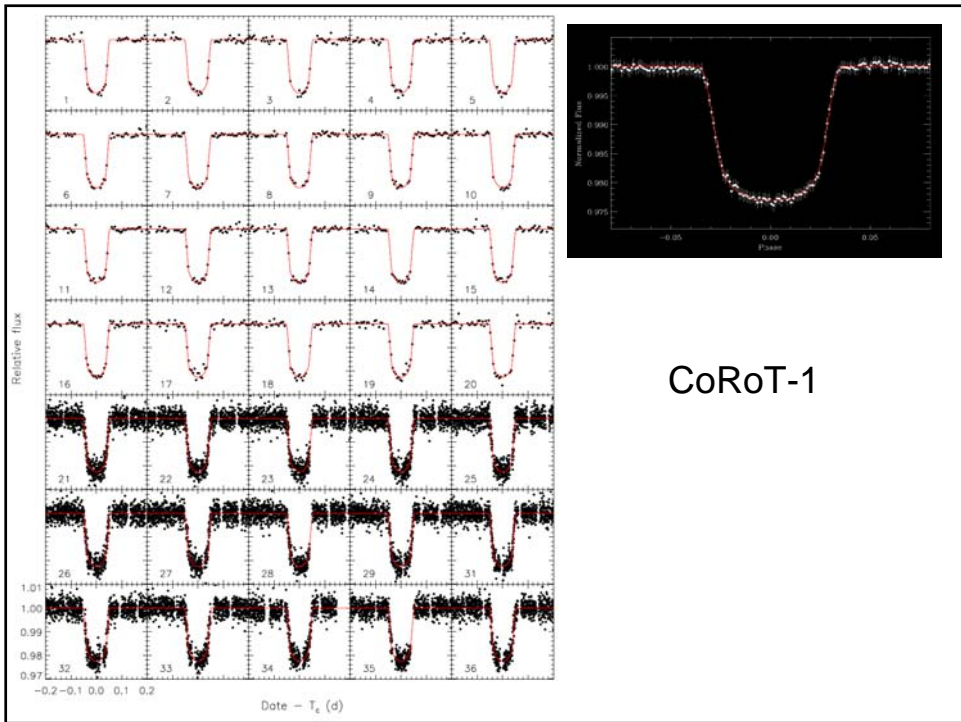 1 2 3 4 5
6 7 8 9 10
11 12 13 14 15
16 17 18 19 20
21 22 23 24 25
26 27 28 29 31
32 33 34 35 36
Relative flux
1.01
1.00
0.99
0.98
0.97
-0.2 -0.1 0.0 0.1 0.2
Date - Tc (d)
1.000
0.995
0.990
0.985
0.980
0.975
Normalized Flux
-0.05 0.00 0.05
Phase
CoRoT-1